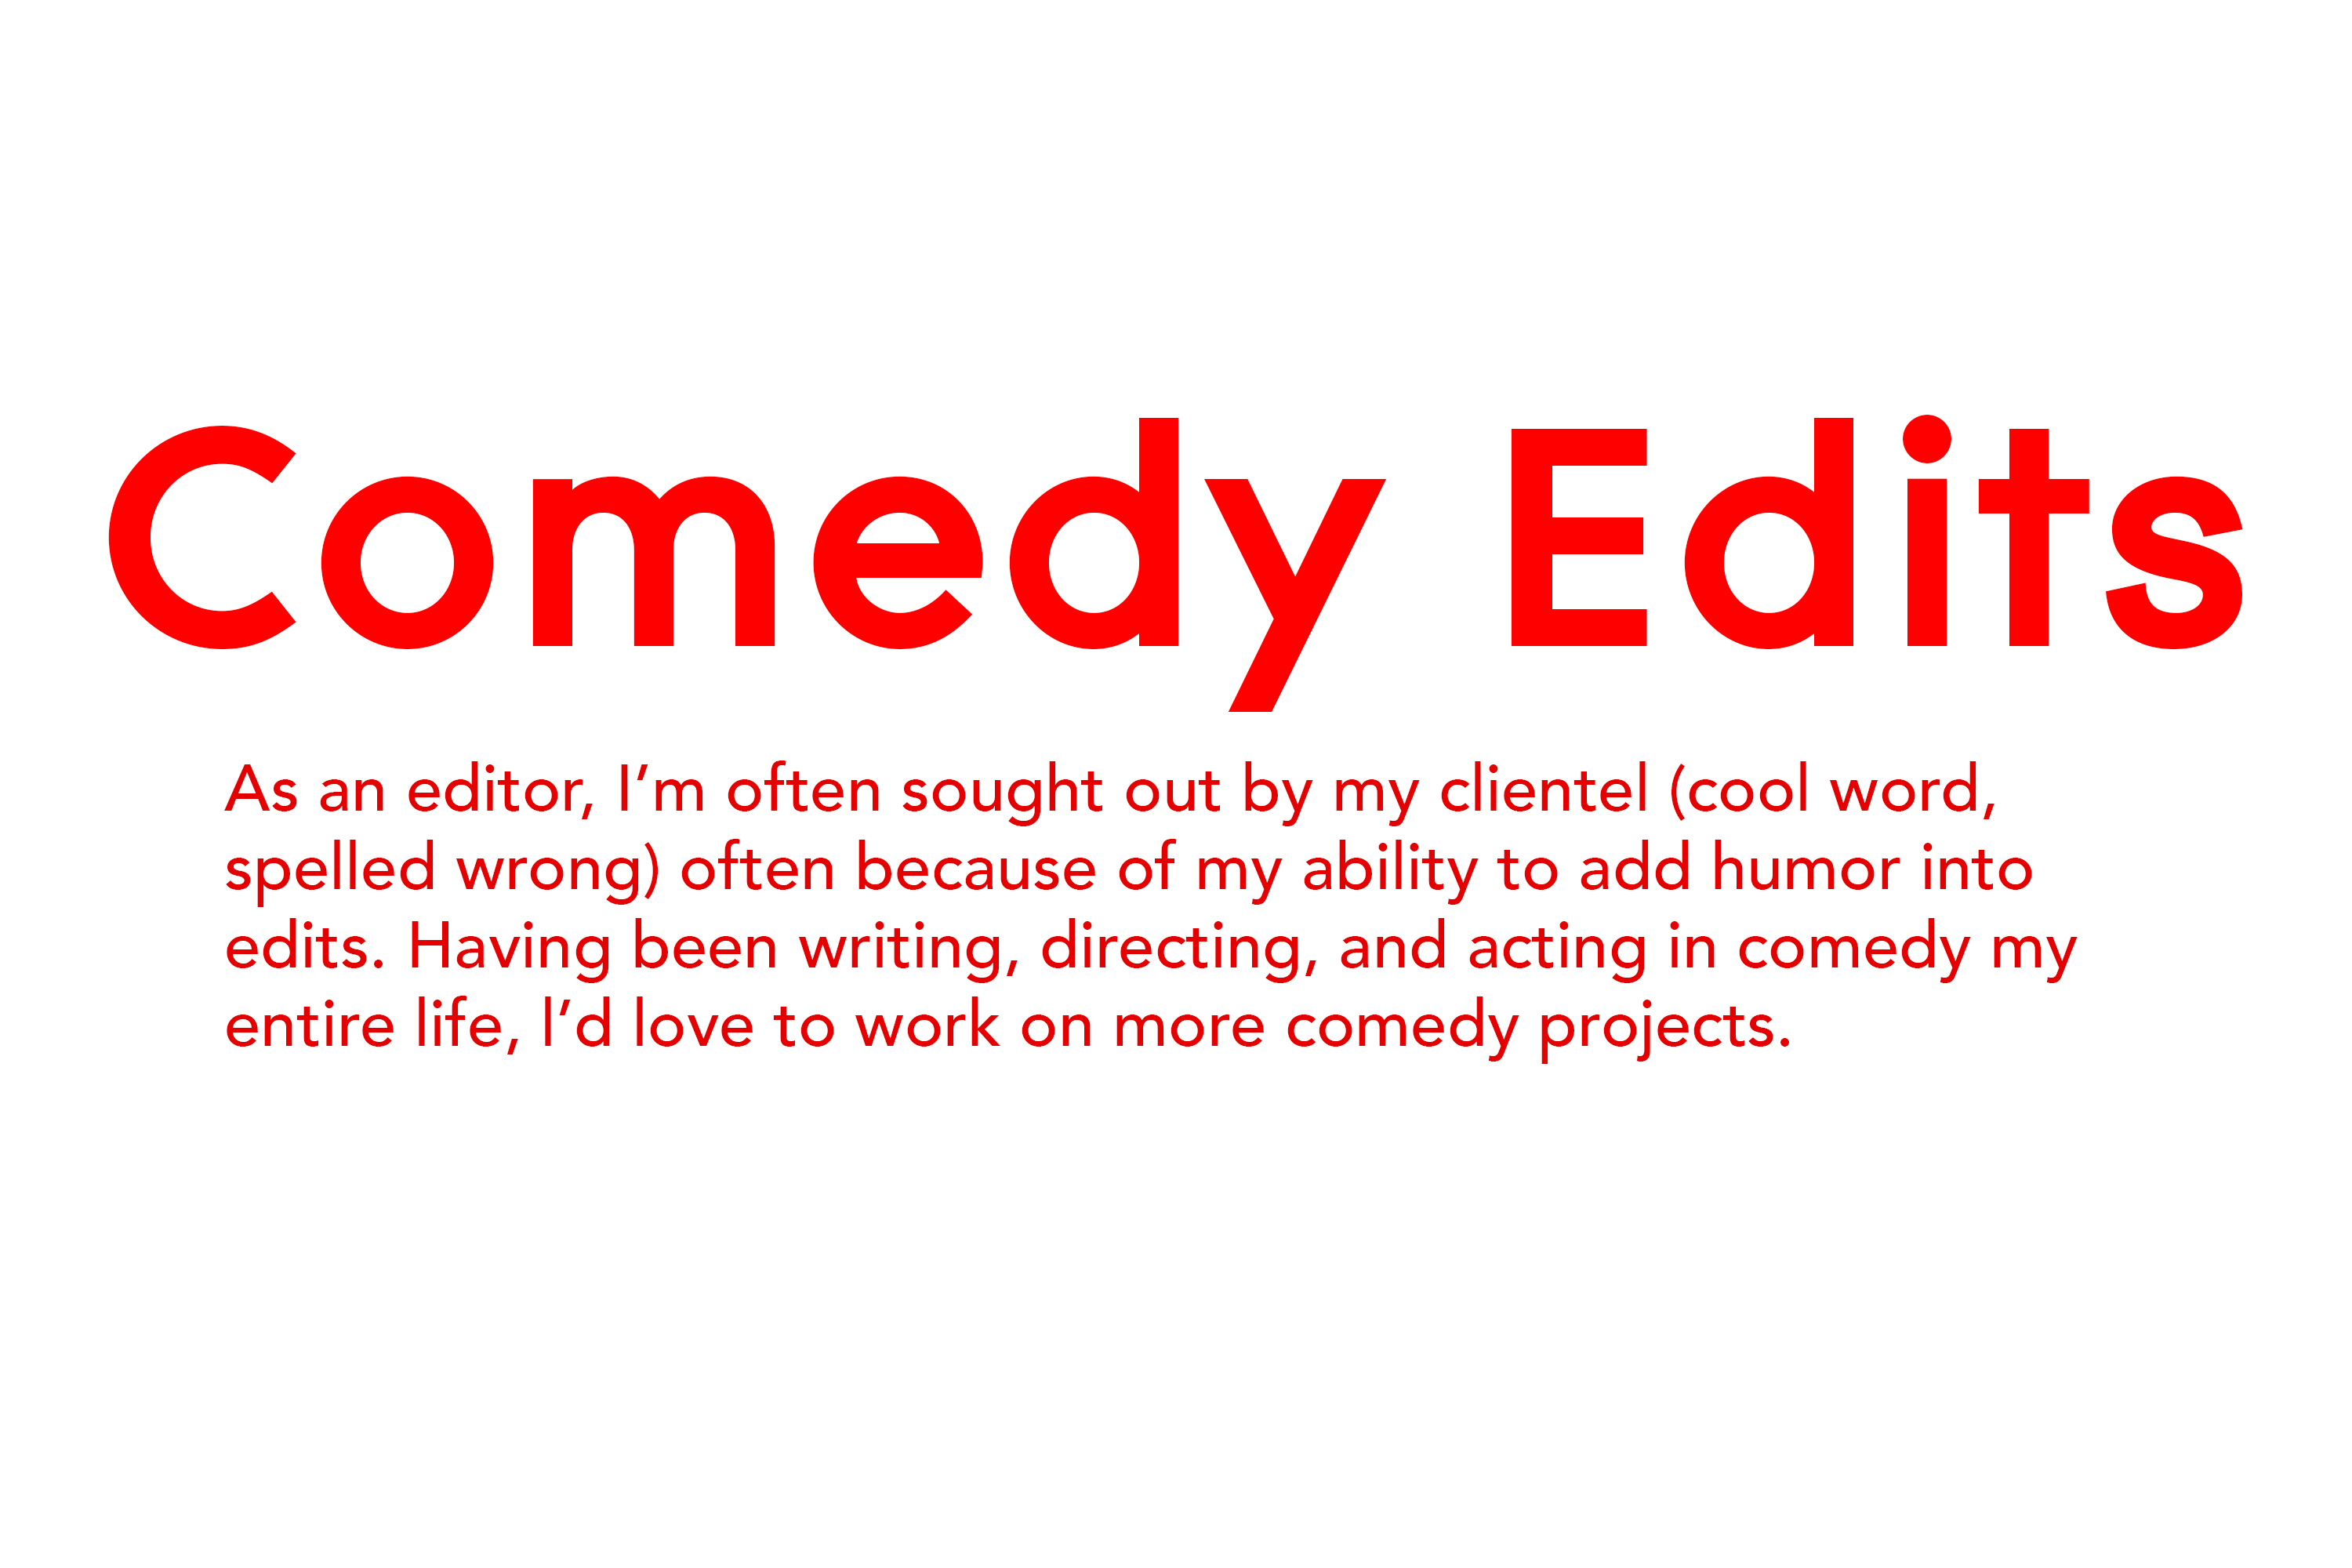 Comedy Edits
As an editor, I’m often sought out by my clientel (cool word,
spelled wrong) often because of my ability to add humor into
edits. Having been writing, directing, and acting in comedy my
entire life, I’d love to work on more comedy projects.